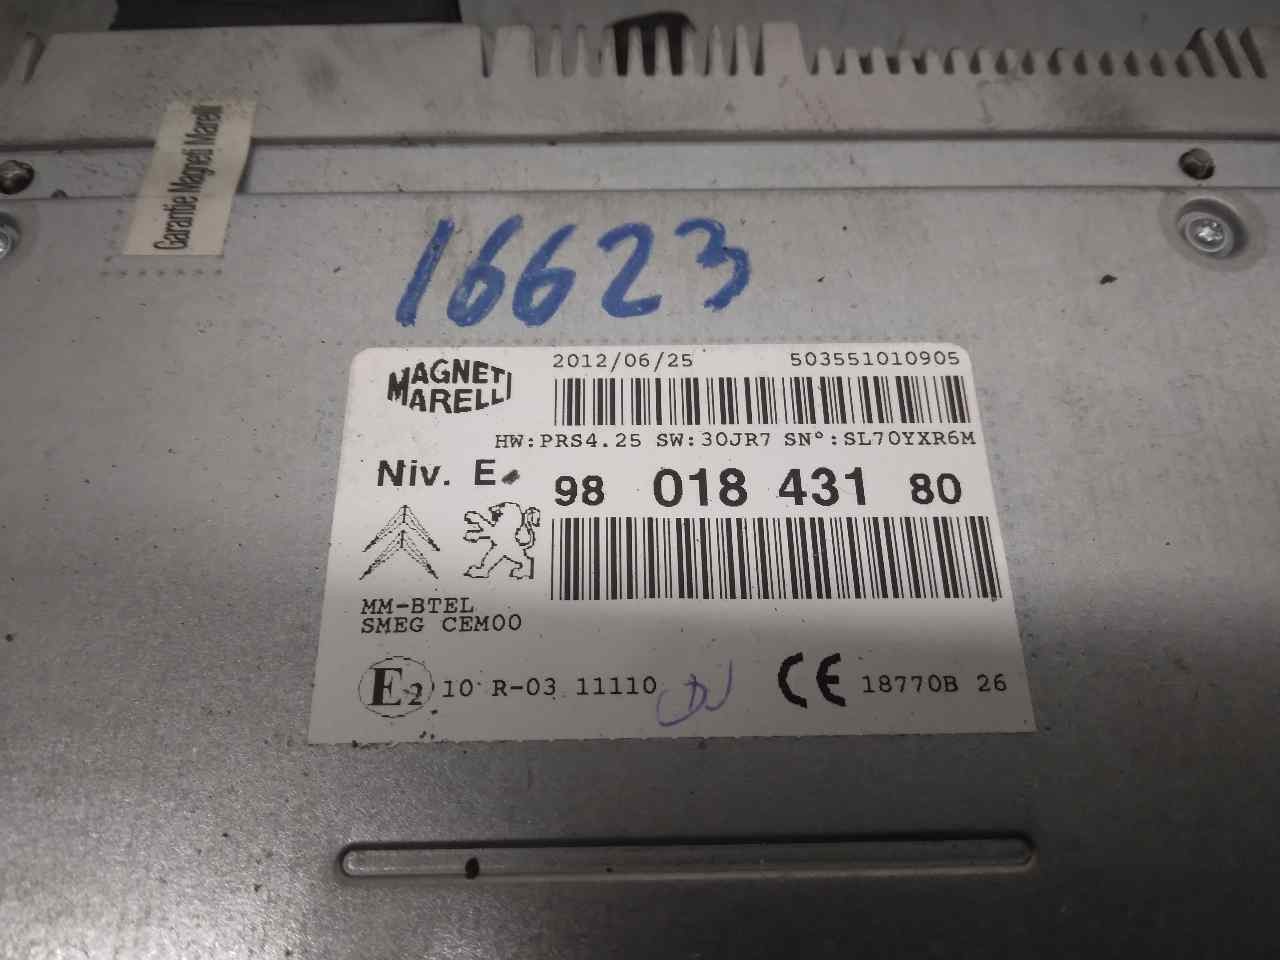 Garantie Magneti Marelli
16623
MAGNETI
MARELLI
2012/06/25 503551010905
HW:PRS4.25 SW:30JR7 SN°:SL70YXR6M
Niv. E
98 018 431 80
MM-BTEL
SMEG CEM00
E2 10 R-03 11110
CE 18770B 26